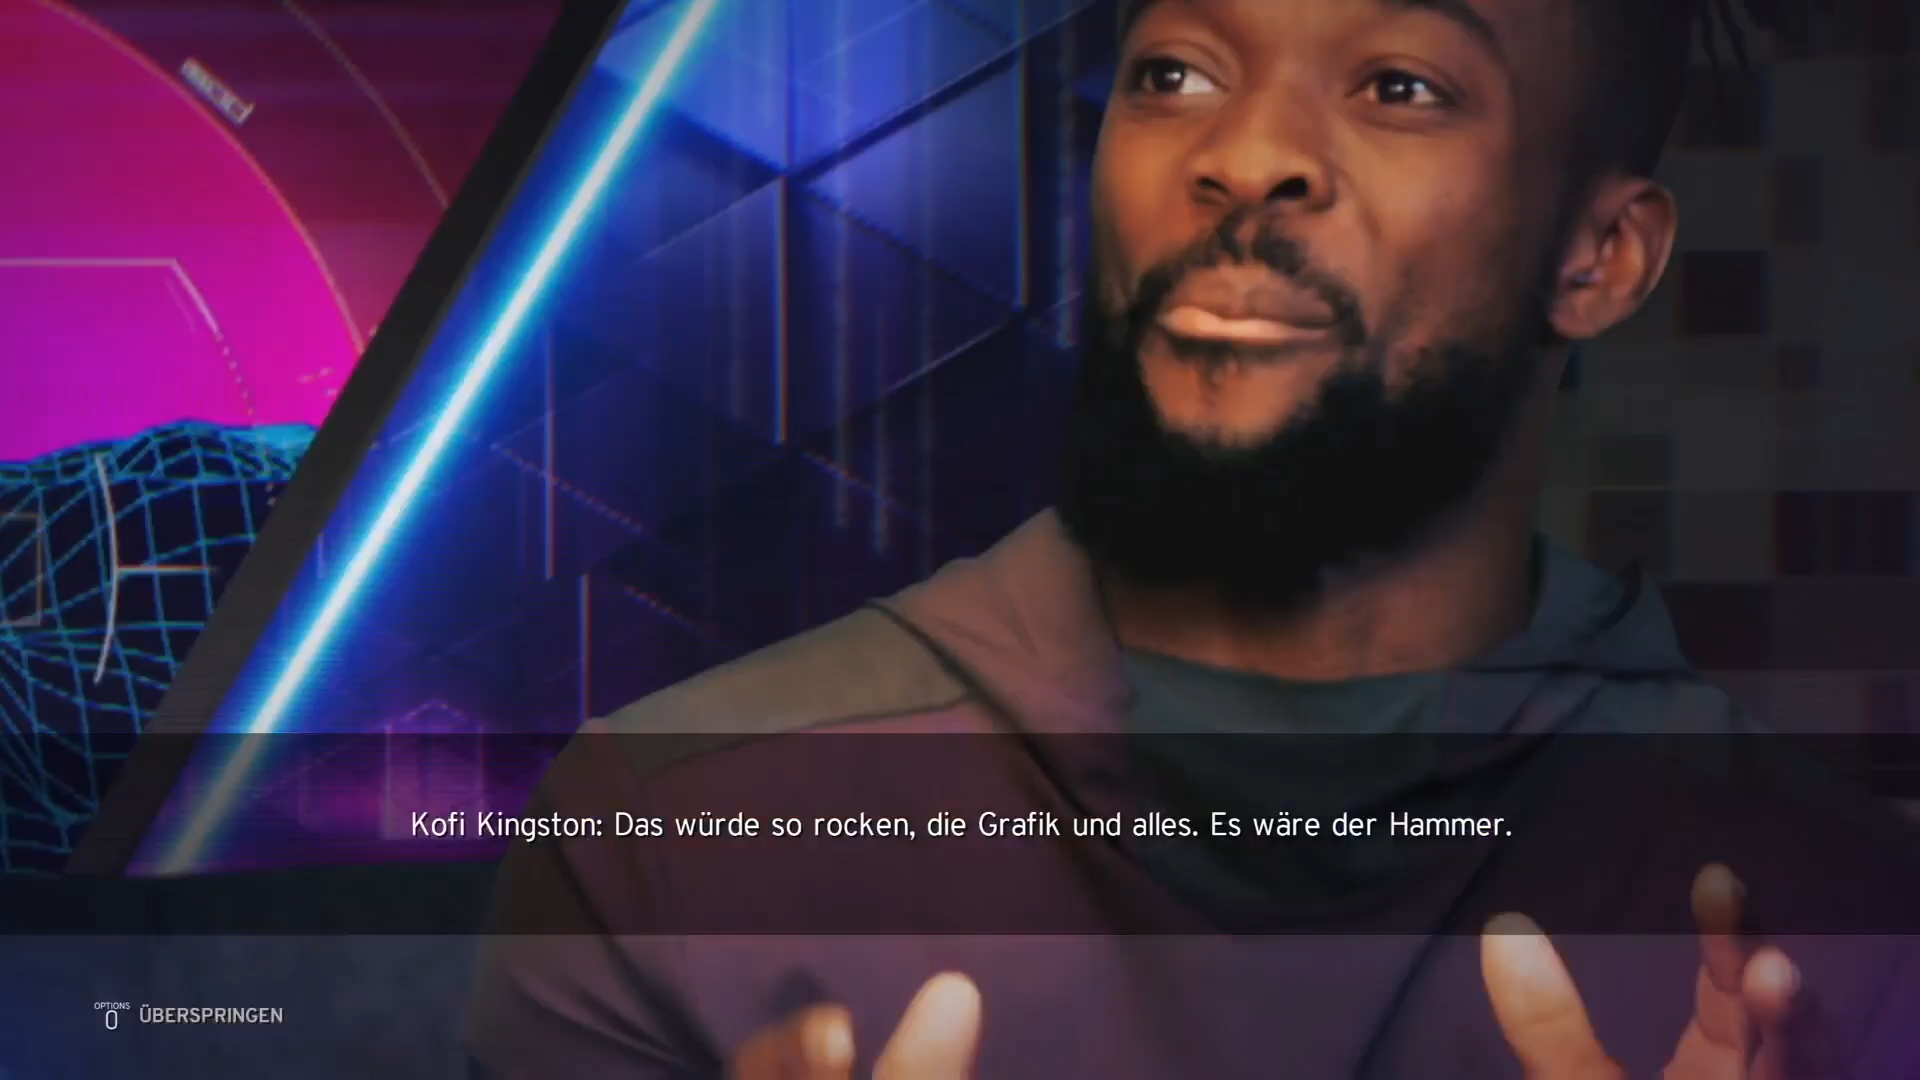 Kofi Kingston: Das würde so rocken, die Grafik und alles. Es wäre der Hammer.
OPTIONS
ÜBERSPRINGEN